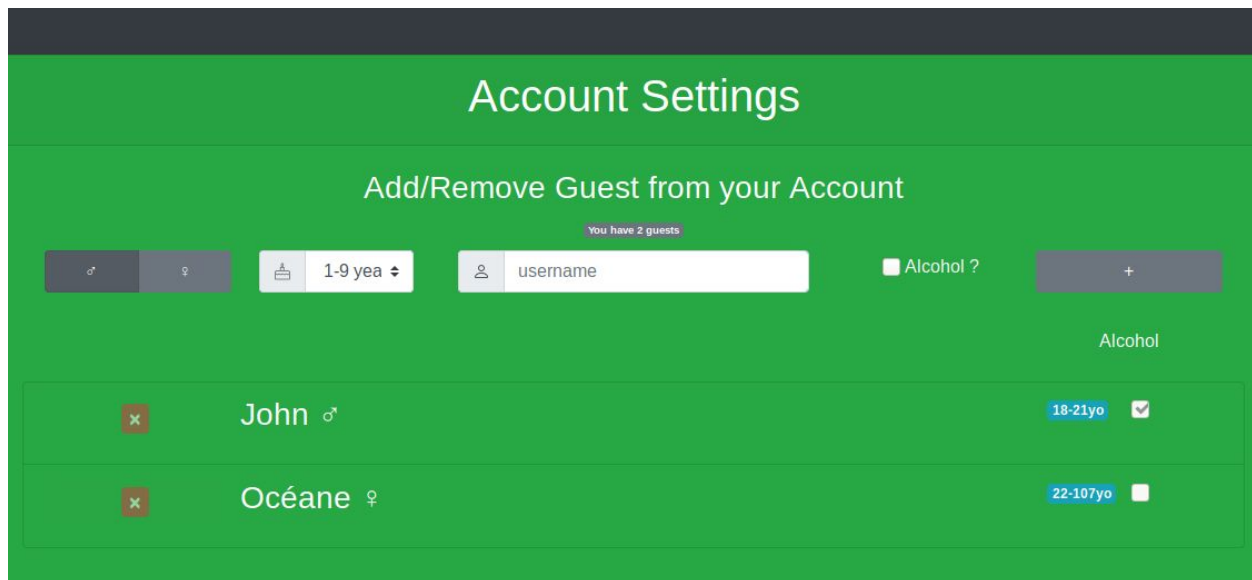 Account Settings
Add/Remove Guest from your Account
You have 2 guests
♂ ♀ 1-9 yea username Alcohol ? +
Alcohol
× John ♂ 18-21yo
× Océane ♀ 22-107yo